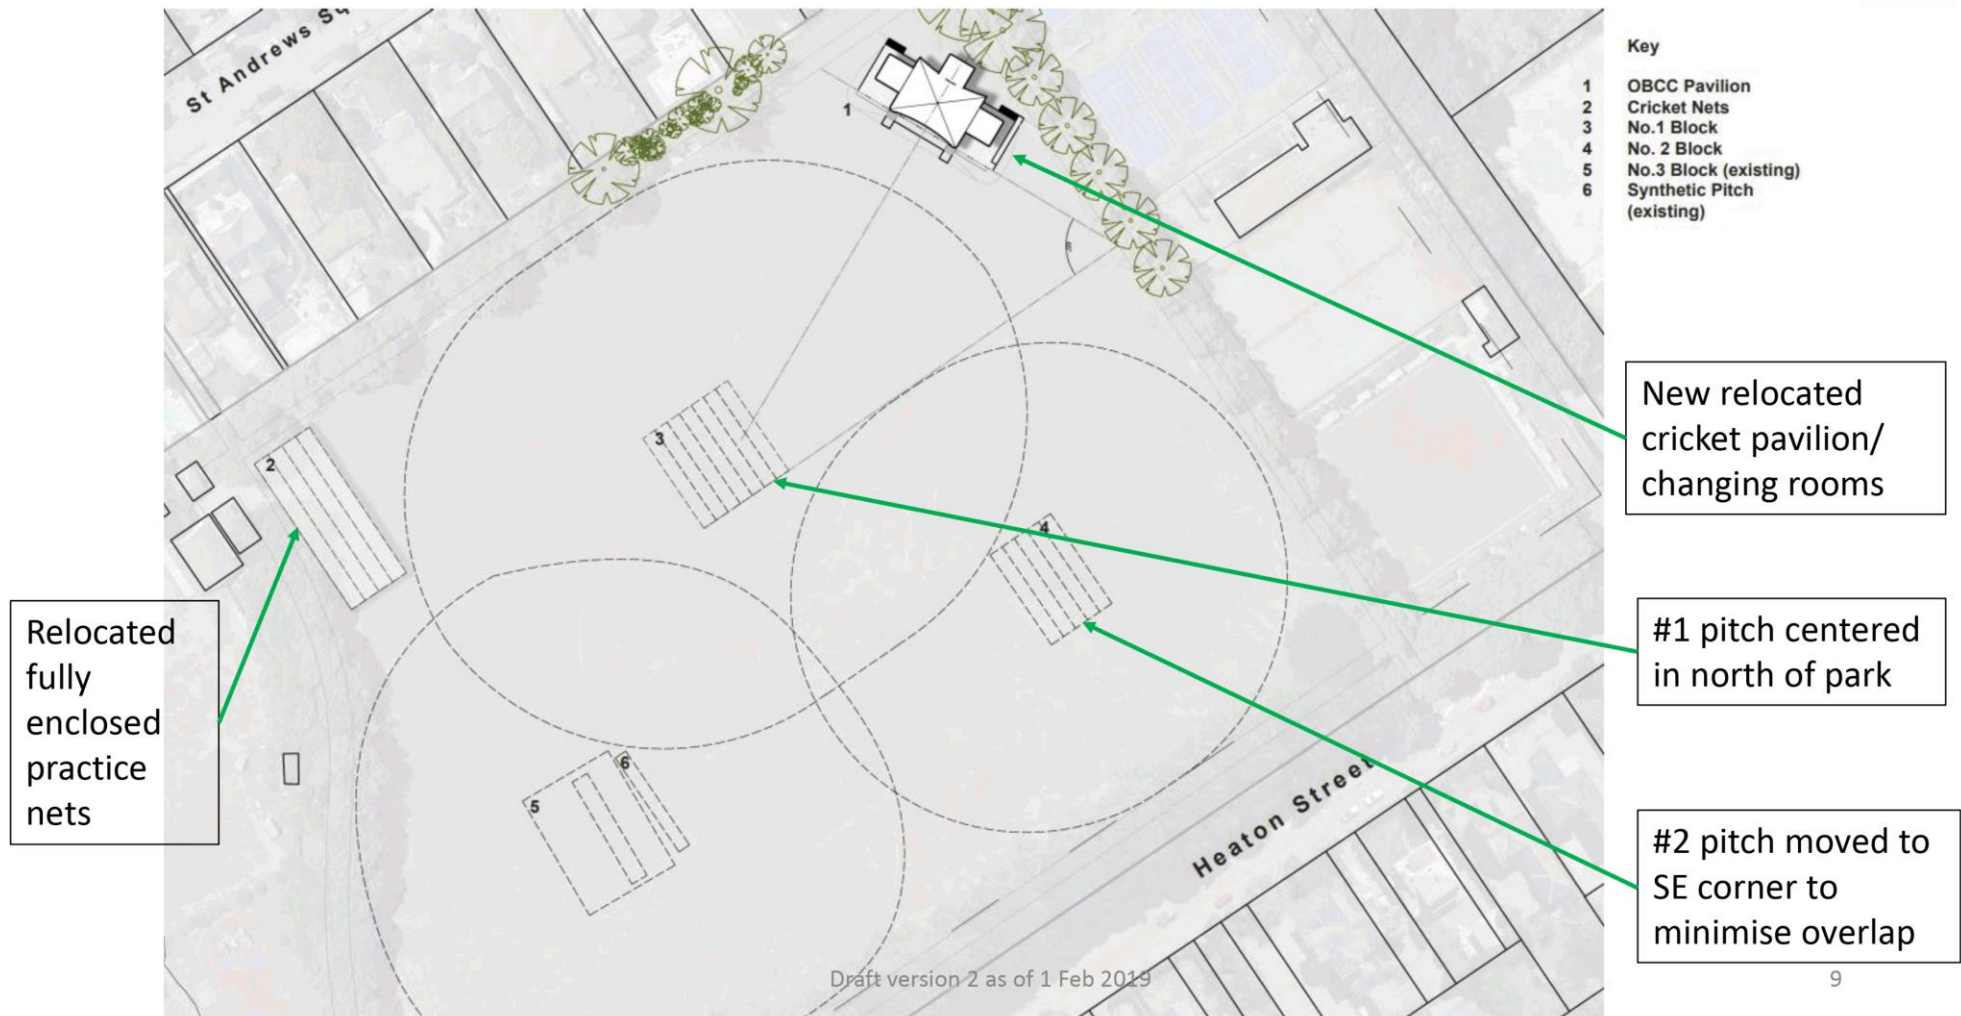 St Andrews Sq
Key
1 OBCC Pavilion
2 Cricket Nets
3 No.1 Block
4 No. 2 Block
5 No.3 Block (existing)
6 Synthetic Pitch
(existing)
1
2
3
4
5
6
New relocated
cricket pavilion/
changing rooms
#1 pitch centered
in north of park
#2 pitch moved to
SE corner to
minimise overlap
Relocated
fully
enclosed
practice
nets
Heaton Street
Draft version 2 as of 1 Feb 2019
9